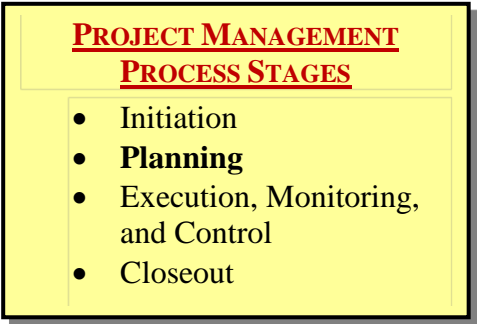 PROJECT MANAGEMENT
PROCESS STAGES
• Initiation
• Planning
• Execution, Monitoring,
and Control
• Closeout